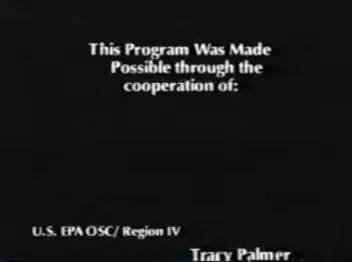 This Program Was Made
Possible through the
cooperation of:
U.S. EPA OSC/ Region IV
Tracy Palmer